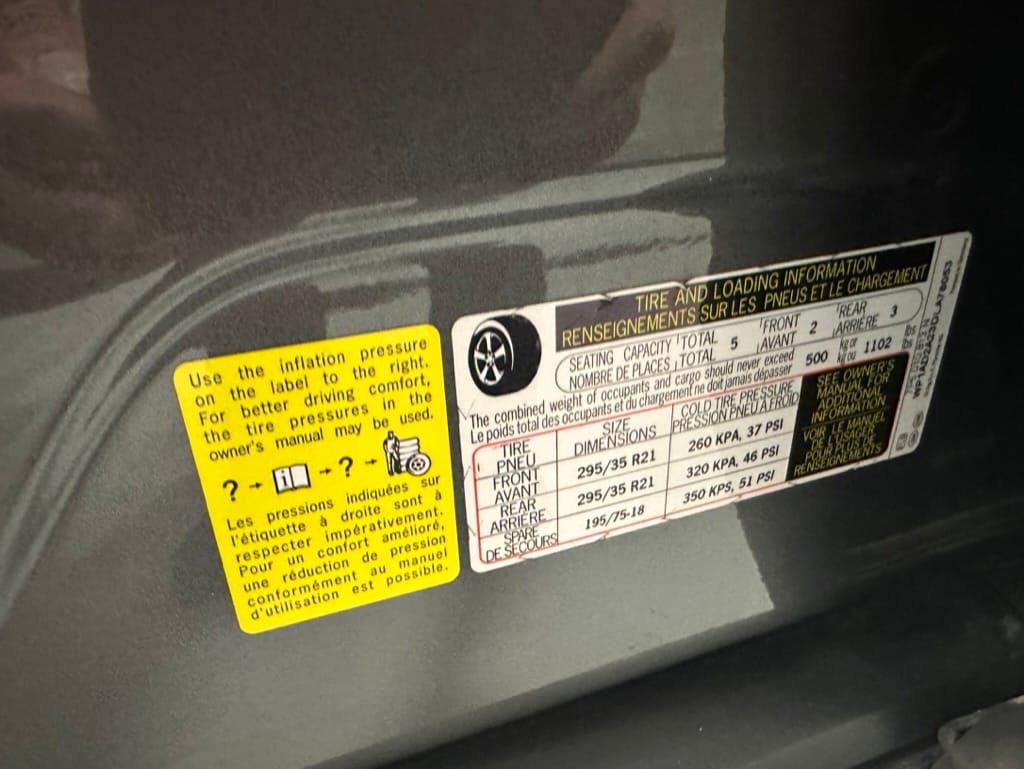 Use the inflation pressure
on the label to the right.
For better driving comfort,
the tire pressures in the
owner's manual may be used.
? → i → ? →
Les pressions indiquées sur
l'étiquette à droite sont à
respecter impérativement.
Pour un confort amélioré,
une réduction de pression
conformément au manuel
d'utilisation est possible.
TIRE AND LOADING INFORMATION
RENSEIGNEMENTS SUR LES PNEUS ET LE CHARGEMENT
SEATING CAPACITY TOTAL 5 FRONT 2 REAR 3
NOMBRE DE PLACES TOTAL AVANT ARRIÈRE
The combined weight of occupants and cargo should never exceed 500 kg or 1102
Le poids total des occupants et du chargement ne doit jamais dépasser kg ou
TIRE SIZE COLD TIRE PRESSURE
PNEU DIMENSIONS PRESSION PNEU A FROID
FRONT 295/35 R21 260 KPA, 37 PSI
AVANT
REAR 295/35 R21 320 KPA, 46 PSI
ARRIÈRE
SPARE 195/75-18 350 KPS, 51 PSI
DE SECOURS
SEE OWNER'S
MANUAL FOR
ADDITIONAL
INFORMATION
VOIR LE MANUEL
DE L'USAGER
POUR PLUS DE
RENSEIGNEMENTS